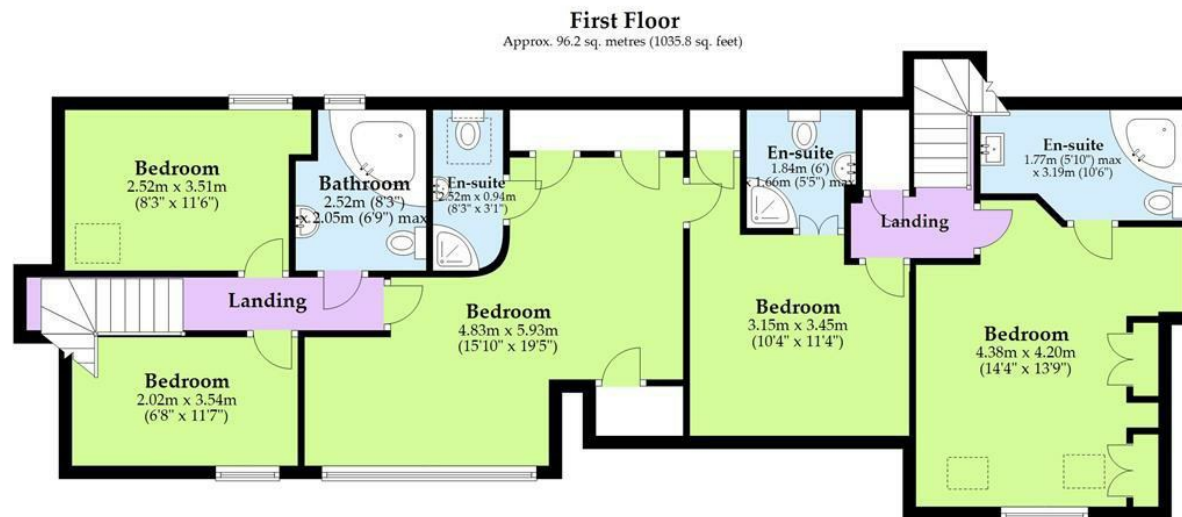 First Floor
Approx. 96.2 sq. metres (1035.8 sq. feet)
Bedroom
2.52m x 3.51m
(8'3" x 11'6")
Bathroom
2.52m (8'3")
x 2.05m (6'9") max
En-suite
2.52m x 0.94m
(8'3" x 3'1")
En-suite
1.84m (6')
x 1.66m (5'5") max
En-suite
1.77m (5'10") max
x 3.19m (10'6")
Landing
Landing
Bedroom
4.83m x 5.93m
(15'10" x 19'5")
Bedroom
3.15m x 3.45m
(10'4" x 11'4")
Bedroom
4.38m x 4.20m
(14'4" x 13'9")
Bedroom
2.02m x 3.54m
(6'8" x 11'7")